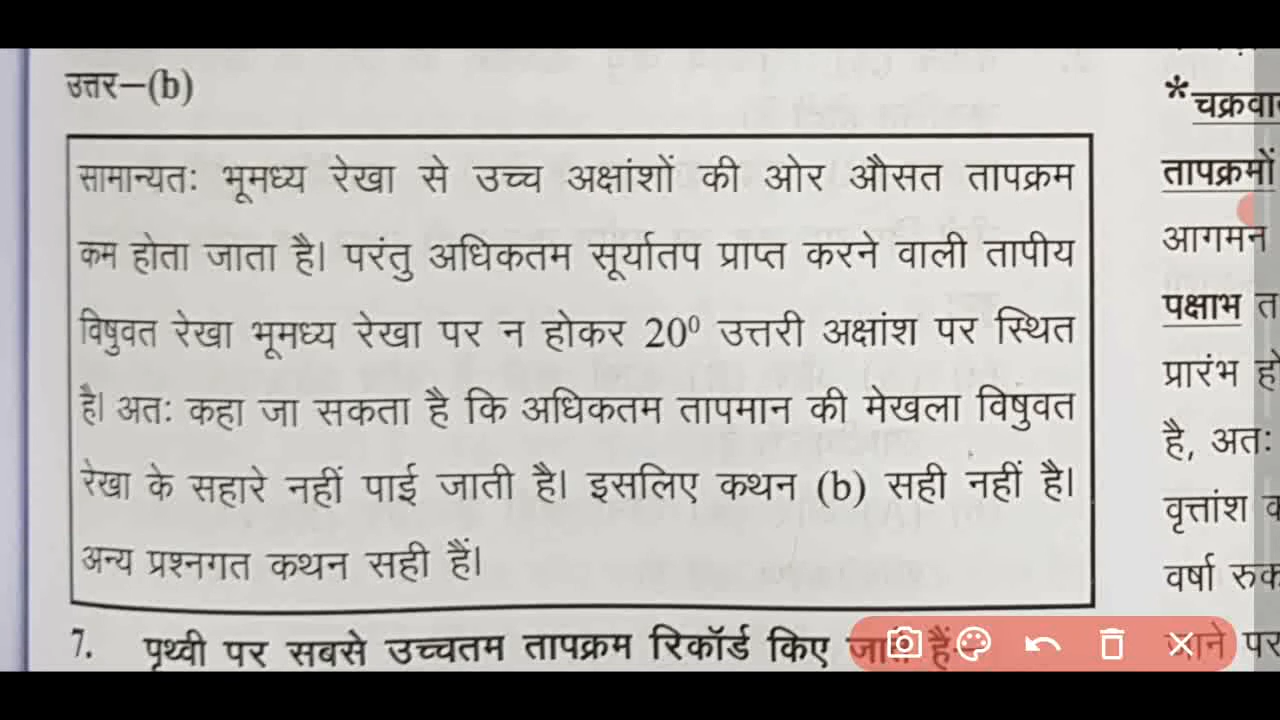 उत्तर–(b)
सामान्यतः भूमध्य रेखा से उच्च अक्षांशों की ओर औसत तापक्रम
कम होता जाता है। परंतु अधिकतम सूर्यातप प्राप्त करने वाली तापीय
विषुवत रेखा भूमध्य रेखा पर न होकर 20⁰ उत्तरी अक्षांश पर स्थित
है। अतः कहा जा सकता है कि अधिकतम तापमान की मेखला विषुवत
रेखा के सहारे नहीं पाई जाती है। इसलिए कथन (b) सही नहीं है।
अन्य प्रश्नगत कथन सही हैं।
7. पृथ्वी पर सबसे उच्चतम तापक्रम रिकॉर्ड किए जाते हैं–
*
तापक्रमों
आगमन
पक्षाभ
प्रारंभ
है, अतः
वृत्तांश
वर्षा
जाने पर